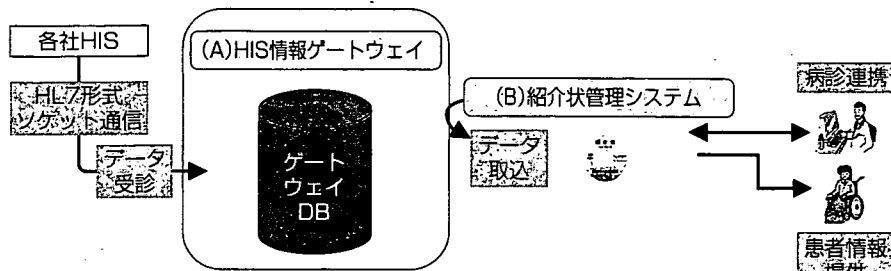 各社HIS
HL7形式
ソケット通信
データ
受診
(A)HIS情報ゲートウェイ
ゲート
ウェイ
DB
(B)紹介状管理システム
データ
取込
病診連携
患者情報
提供